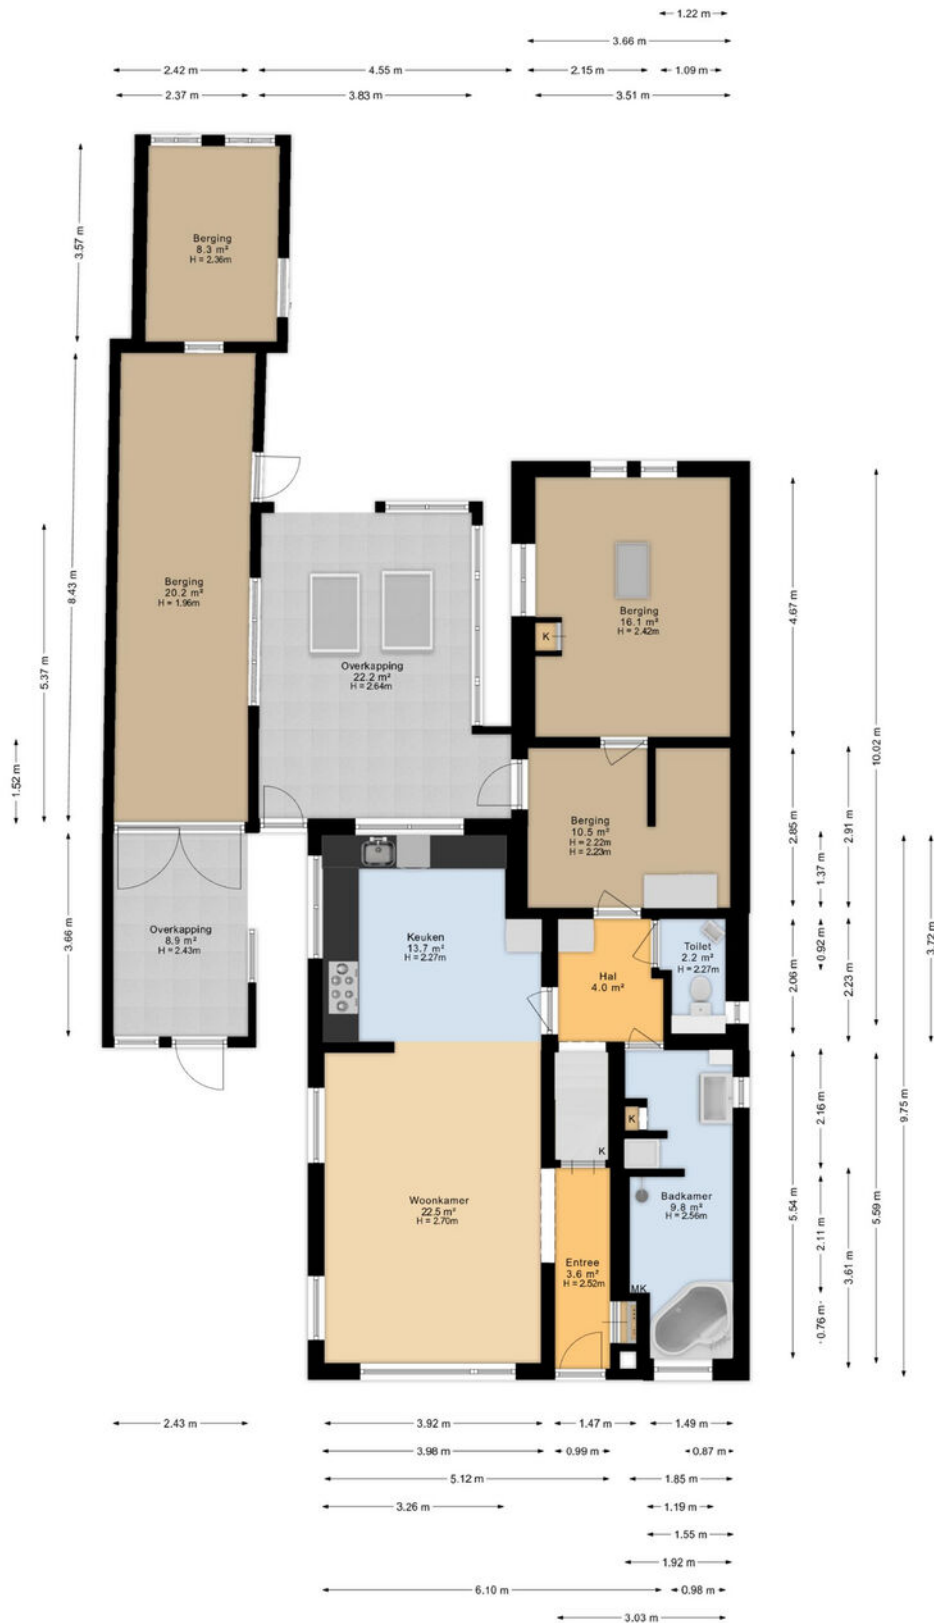 1.22 m
3.66 m
2.42 m
4.55 m
2.15 m
1.09 m
2.37 m
3.83 m
3.51 m
3.57 m
Berging
8.3 m²
H = 2.36m
8.43 m
5.37 m
1.52 m
Berging
20.2 m²
H = 1.96m
Overkapping
22.2 m²
H = 2.64m
Berging
16.1 m²
H = 2.42m
K
4.67 m
10.02 m
Berging
10.5 m²
H = 2.22m
H = 2.23m
2.85 m
2.91 m
1.37 m
3.66 m
Overkapping
8.9 m²
H = 2.43m
Keuken
13.7 m²
H = 2.27m
Hal
4.0 m²
Toilet
2.2 m²
H = 2.27m
0.92 m
2.06 m
2.23 m
3.72 m
9.75 m
K
K
Woonkamer
22.5 m²
H = 2.70m
Badkamer
9.8 m²
H = 2.56m
Entree
3.6 m²
H = 2.52m
MK
2.16 m
5.54 m
5.59 m
2.11 m
3.61 m
0.76 m
2.43 m
3.92 m
1.47 m
1.49 m
3.98 m
0.99 m
0.87 m
5.12 m
1.85 m
3.26 m
1.19 m
1.55 m
1.92 m
6.10 m
0.98 m
3.03 m